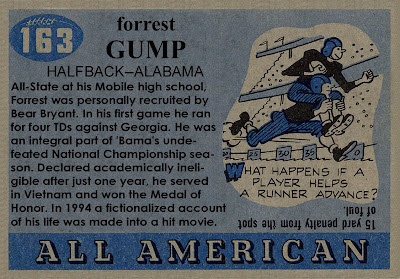 163
forrest
GUMP
HALFBACK—ALABAMA
All-State at his Mobile high school,
Forrest was personally recruited by
Bear Bryant. In his first game he ran
for four TDs against Georgia. He was
an integral part of 'Bama's unde-
feated National Championship sea-
son. Declared academically ineli-
gible after just one year, he served
in Vietnam and won the Medal of
Honor. In 1994 a fictionalized account
of his life was made into a hit movie.
25 30
WHAT HAPPENS IF A
PLAYER HELPS
A RUNNER ADVANCE?
15 yard penalty from the spot
of foul.
ALL AMERICAN